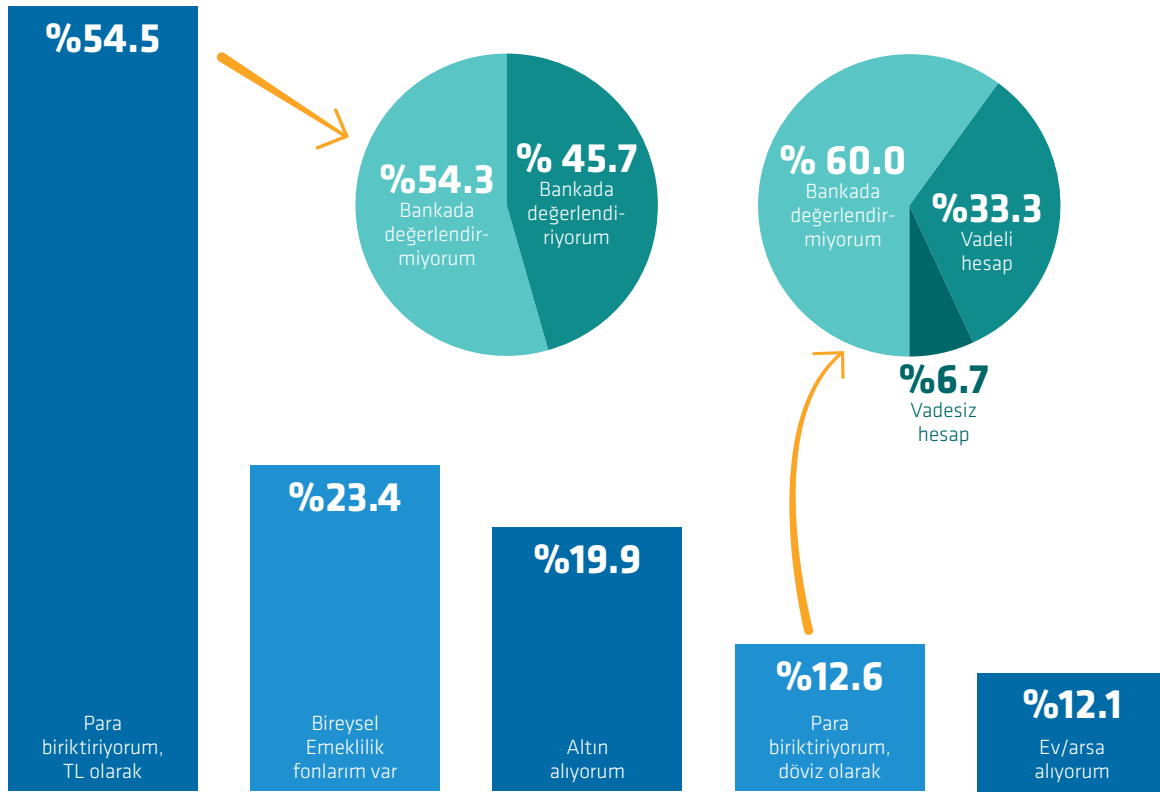 %54.5
Para
biriktiriyorum,
TL olarak
%54.3
Bankada
değerlendir-
miyorum
% 45.7
Bankada
değerlendi-
riyorum
% 60.0
Bankada
değerlendir-
miyorum
%33.3
Vadeli
hesap
%6.7
Vadesiz
hesap
%23.4
Bireysel
Emeklilik
fonlarım var
%19.9
Altın
alıyorum
%12.6
Para
biriktiriyorum,
döviz olarak
%12.1
Ev/arsa
alıyorum